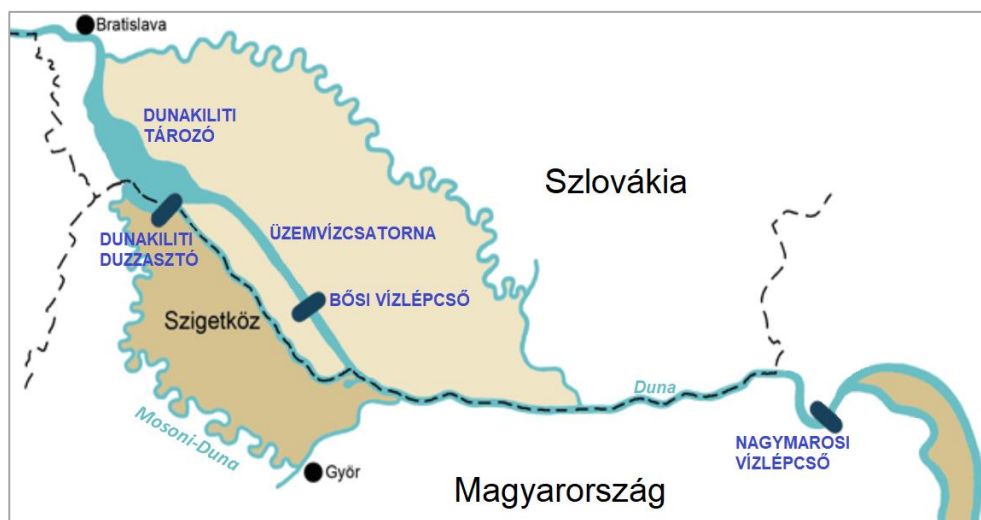 Bratislava
DUNAKILITI
TÁROZÓ
Szlovákia
DUNAKILITI
DUZZASZTÓ
ÜZEMVÍZCSATORNA
BŐSI VÍZLÉPCSŐ
Szigetköz
Duna
Mosoni-Duna
NAGYMAROSI
VÍZLÉPCSŐ
Győr
Magyarország